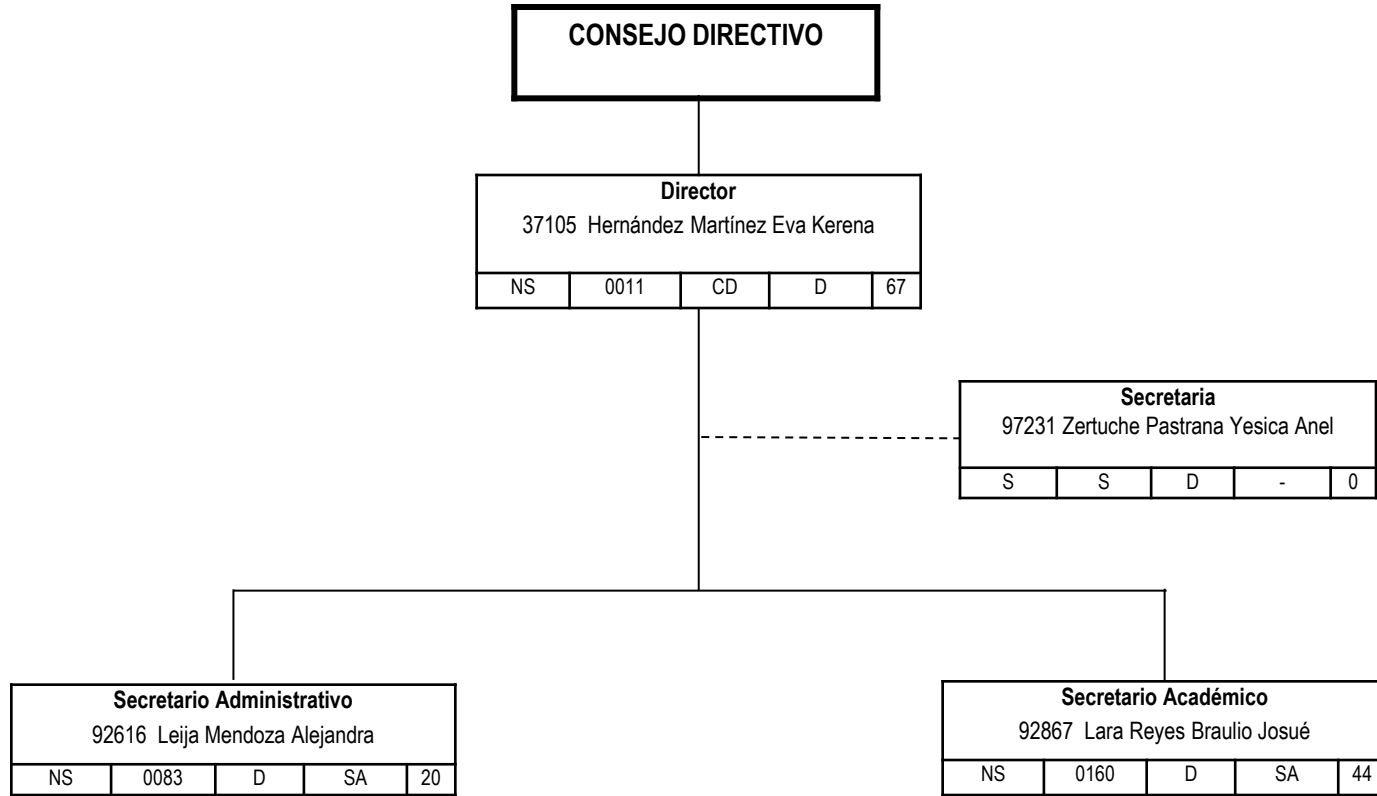 CONSEJO DIRECTIVO
Director
37105 Hernández Martínez Eva Kerena
NS 0011 CD D 67
Secretaria
97231 Zertuche Pastrana Yesica Anel
S S D - 0
Secretario Administrativo
92616 Leija Mendoza Alejandra
NS 0083 D SA 20
Secretario Académico
92867 Lara Reyes Braulio Josué
NS 0160 D SA 44